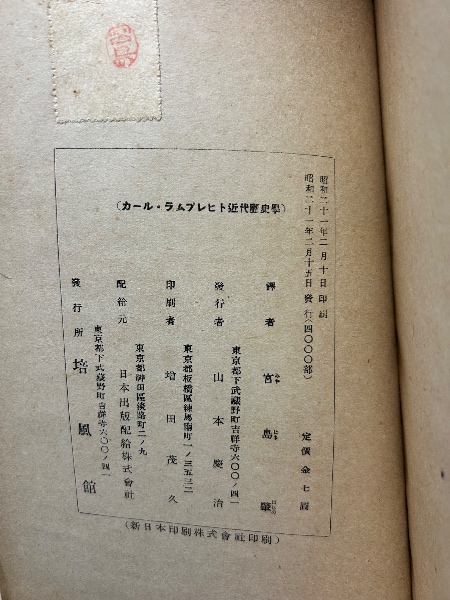 昭和二十一年二月十日印刷
昭和二十一年二月十五日發行(四〇〇〇部)
定價金七圓
(カール・ラムプレヒト近代歴史學)
譯者 宮島肇
發行者 東京都下武藏野町吉祥寺六〇〇ノ四一
山本慶治
印刷者 東京都板橋區練馬南町一ノ三五三二
増田茂久
配給元 東京都神田區淡路町二ノ九
日本出版配給株式會社
發行所 東京都下武藏野町吉祥寺六〇〇ノ四一
培風館
(新日本印刷株式會社印刷)